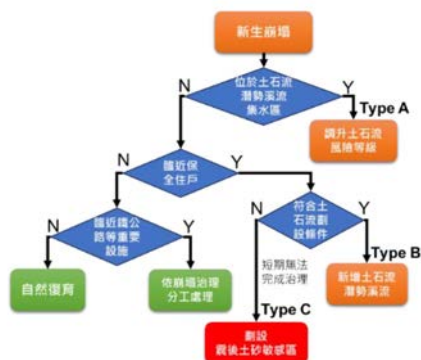 新生崩塌
N
位於土石流
潛勢溪流
集水區
Y
Type A
調升土石流
風險等級
N
臨近保
全住戶
Y
N
臨近鐵公
路等重要
設施
Y
N
符合土
石流劃
設條件
Y
短期無法
完成治理
Type B
自然復育
依崩塌治理
分工處理
Type C
新增土石流
潛勢溪流
劃設
震後土砂敏感區